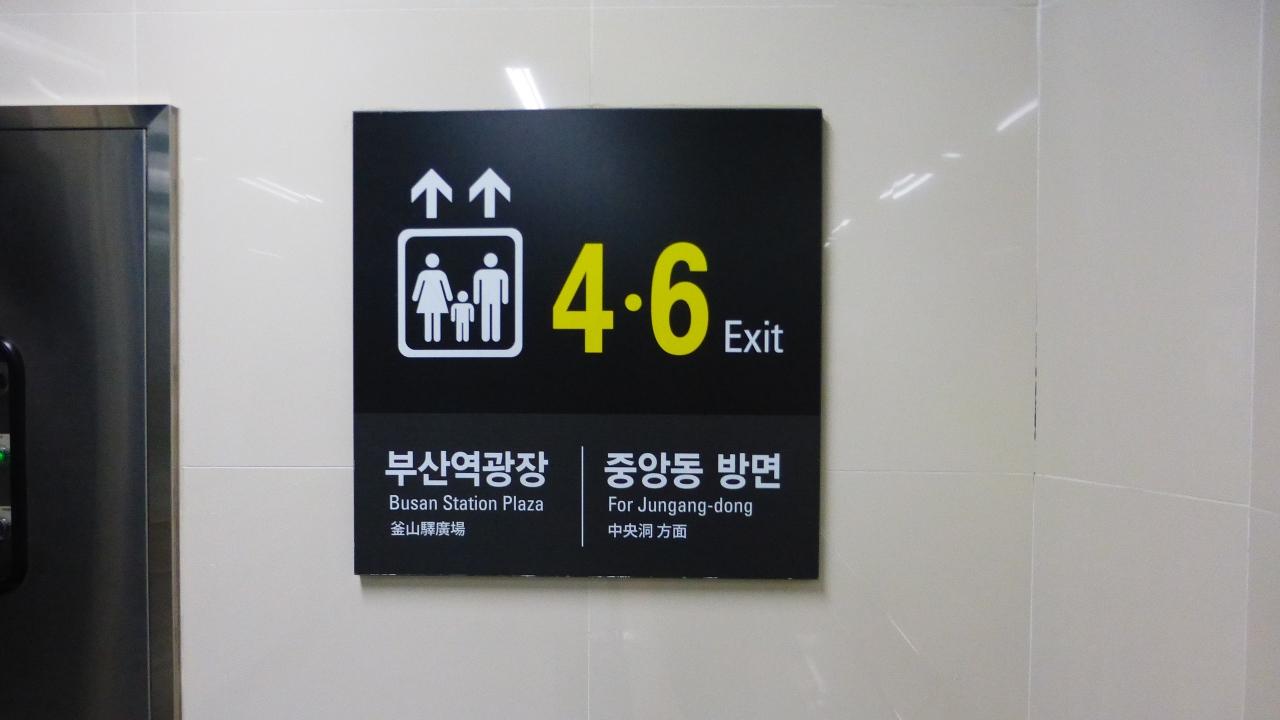 4·6 Exit
부산역광장
Busan Station Plaza
釜山驛廣場
중앙동 방면
For Jungang-dong
中央洞 方面